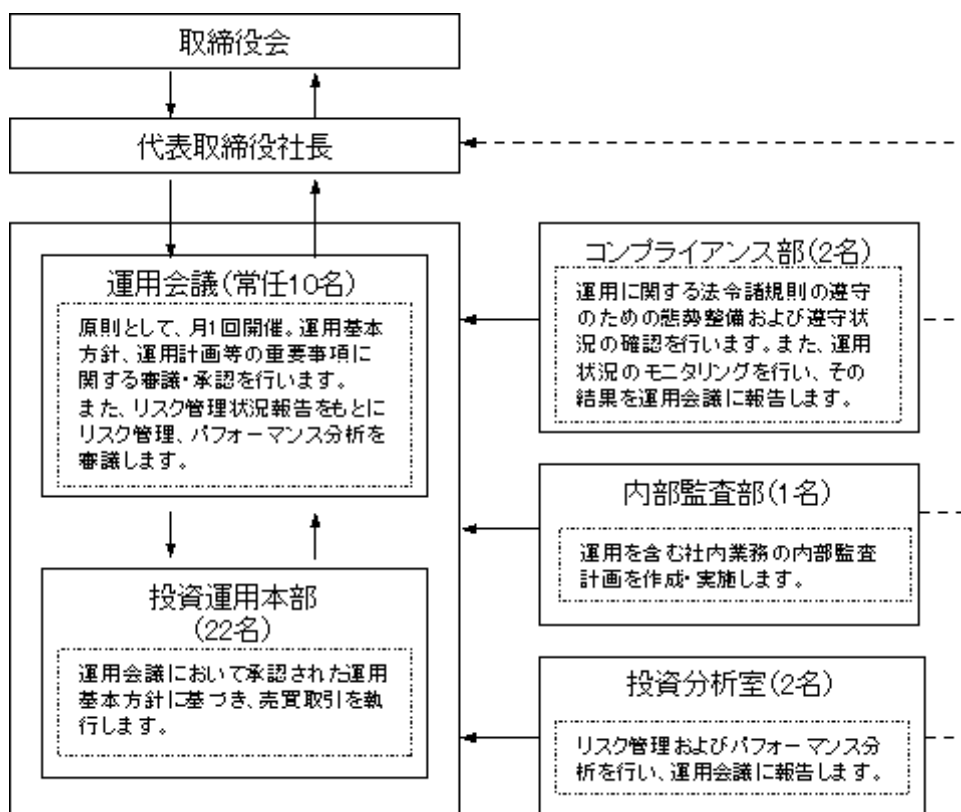 取締役会
代表取締役社長
運用会議(常任10名)
原則として、月1回開催。運用基本
方針、運用計画等の重要事項に
関する審議・承認を行います。
また、リスク管理状況報告をもとに
リスク管理、パフォーマンス分析を
審議します。
投資運用本部
(22名)
運用会議において承認された運用
基本方針に基づき、売買取引を執
行します。
コンプライアンス部(2名)
運用に関する法令諸規則の遵守
のための態勢整備および遵守状
況の確認を行います。また、運用
状況のモニタリングを行い、その
結果を運用会議に報告します。
内部監査部(1名)
運用を含む社内業務の内部監査
計画を作成・実施します。
投資分析室(2名)
リスク管理およびパフォーマンス分
析を行い、運用会議に報告します。